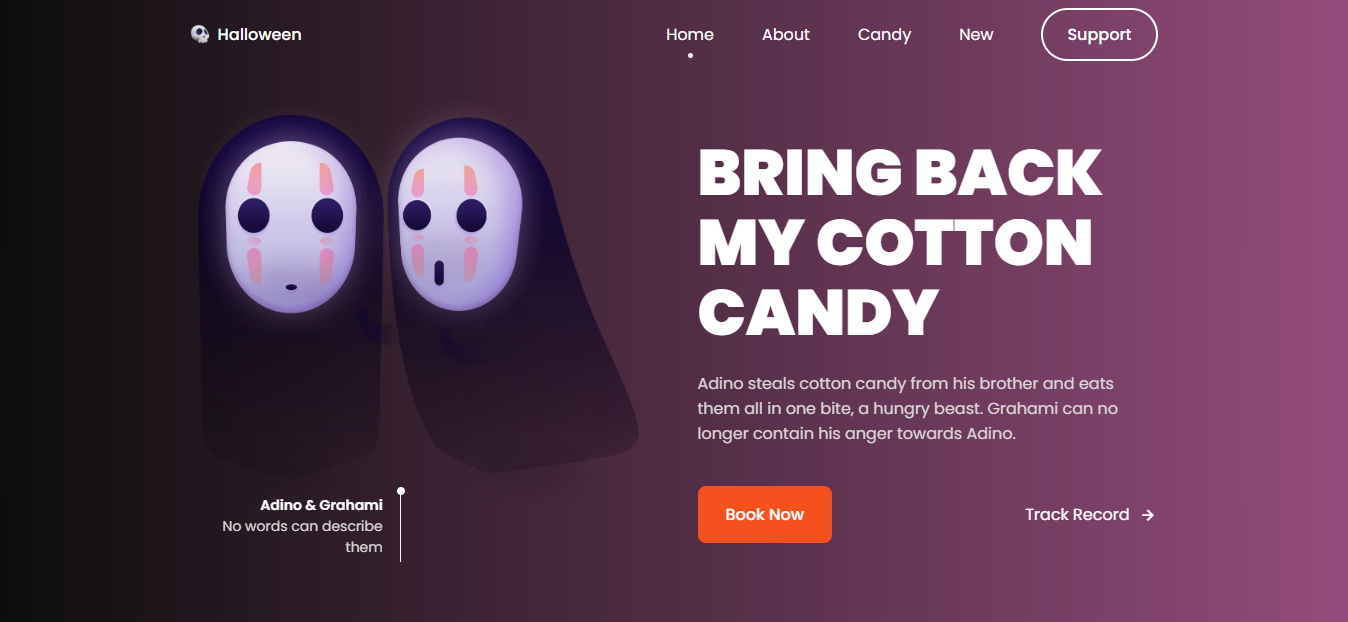 Halloween
Home
About
Candy
New
Support
BRING BACK
MY COTTON
CANDY
Adino steals cotton candy from his brother and eats
them all in one bite, a hungry beast. Grahami can no
longer contain his anger towards Adino.
Book Now
Track Record
Adino & Grahami
No words can describe
them